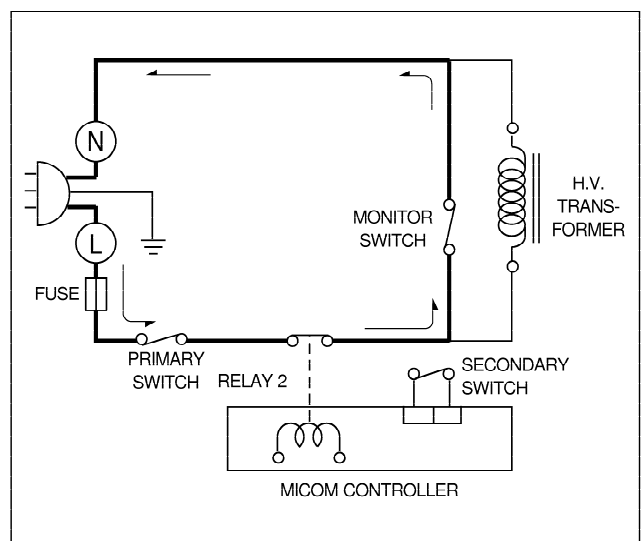 N
MONITOR
SWITCH
H.V.
TRANS-
FORMER
L
FUSE
PRIMARY
SWITCH
RELAY 2
SECONDARY
SWITCH
MICOM CONTROLLER